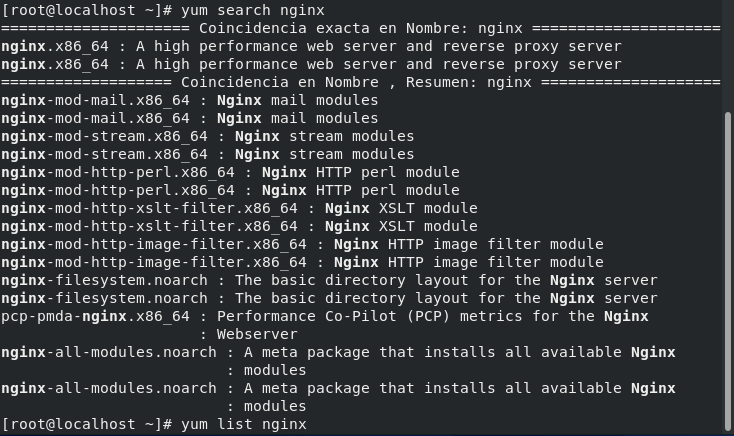 [root@localhost ~]# yum search nginx
===================== Coincidencia exacta en Nombre: nginx =====================
nginx.x86_64 : A high performance web server and reverse proxy server
nginx.x86_64 : A high performance web server and reverse proxy server
=================== Coincidencia en Nombre , Resumen: nginx ====================
nginx-mod-mail.x86_64 : Nginx mail modules
nginx-mod-mail.x86_64 : Nginx mail modules
nginx-mod-stream.x86_64 : Nginx stream modules
nginx-mod-stream.x86_64 : Nginx stream modules
nginx-mod-http-perl.x86_64 : Nginx HTTP perl module
nginx-mod-http-perl.x86_64 : Nginx HTTP perl module
nginx-mod-http-xslt-filter.x86_64 : Nginx XSLT module
nginx-mod-http-xslt-filter.x86_64 : Nginx XSLT module
nginx-mod-http-image-filter.x86_64 : Nginx HTTP image filter module
nginx-mod-http-image-filter.x86_64 : Nginx HTTP image filter module
nginx-filesystem.noarch : The basic directory layout for the Nginx server
nginx-filesystem.noarch : The basic directory layout for the Nginx server
pcp-pmda-nginx.x86_64 : Performance Co-Pilot (PCP) metrics for the Nginx
: Webserver
nginx-all-modules.noarch : A meta package that installs all available Nginx
: modules
nginx-all-modules.noarch : A meta package that installs all available Nginx
: modules
[root@localhost ~]# yum list nginx